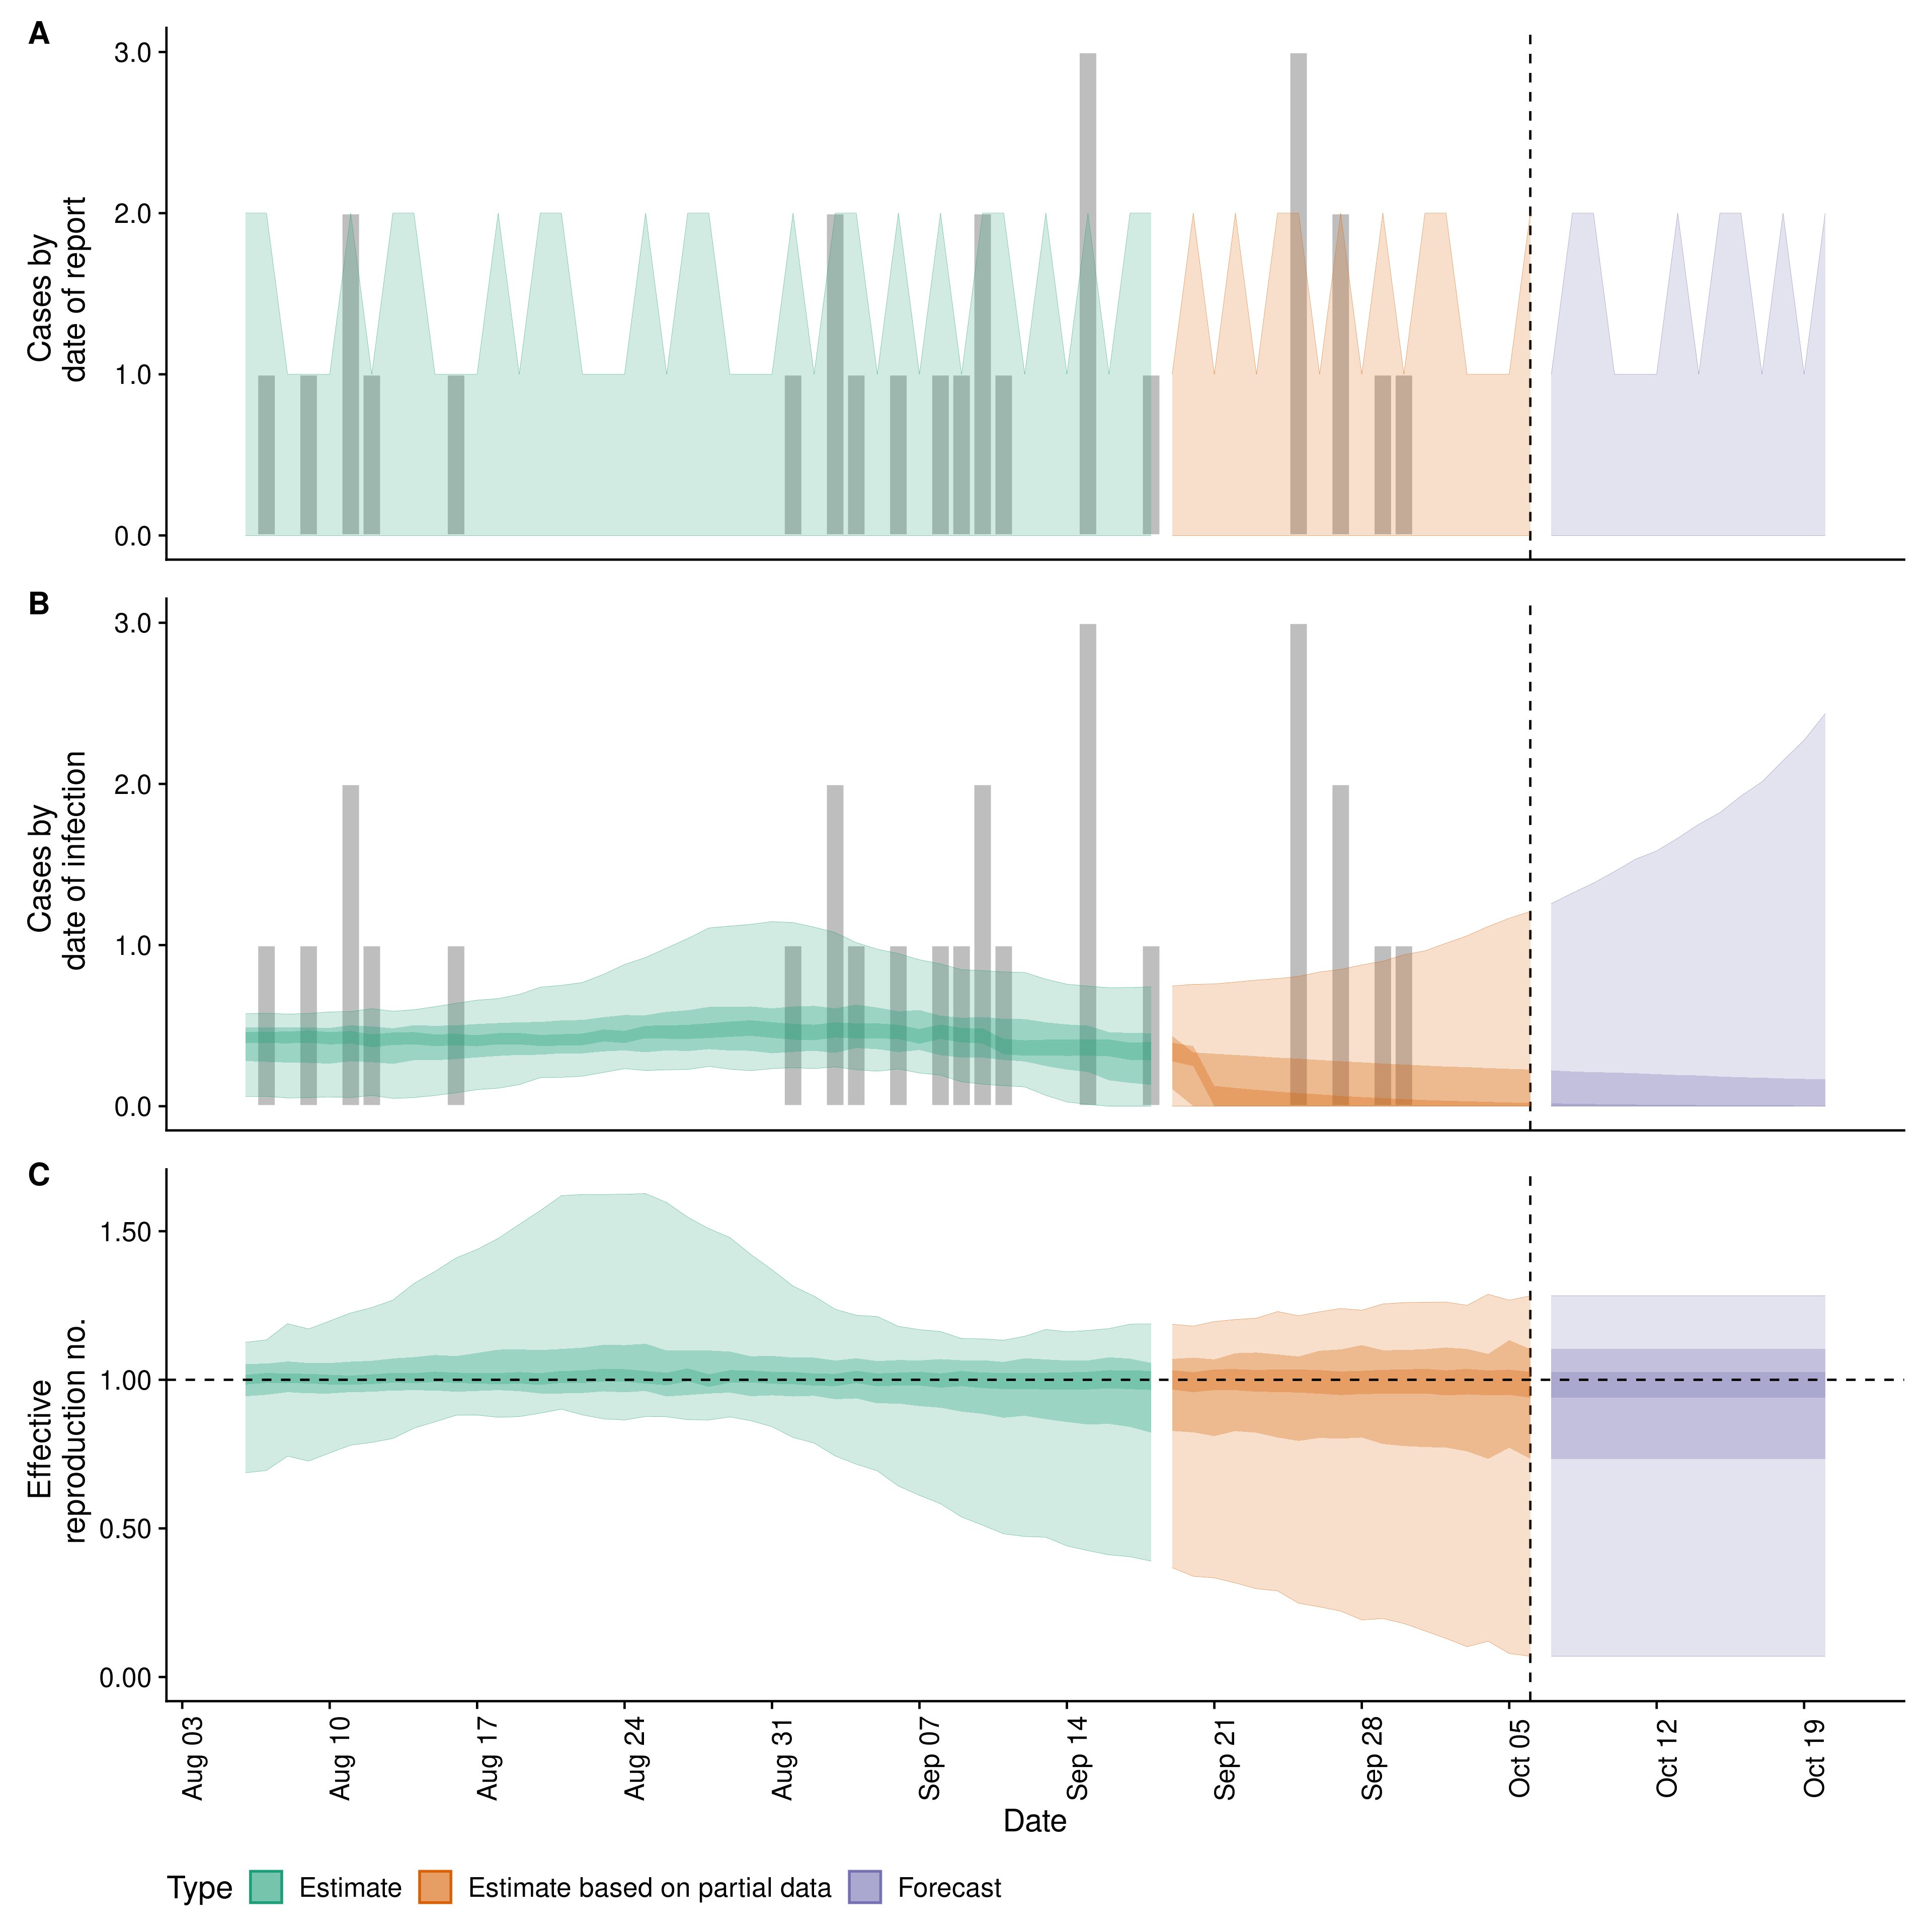 A
3.0
2.0
1.0
0.0
Cases by
date of report
B
3.0
2.0
1.0
0.0
Cases by
date of infection
C
1.50
1.00
0.50
0.00
Effective
reproduction no.
Aug 03
Aug 10
Aug 17
Aug 24
Aug 31
Sep 07
Sep 14
Sep 21
Sep 28
Oct 05
Oct 12
Oct 19
Date
Type Estimate Estimate based on partial data Forecast